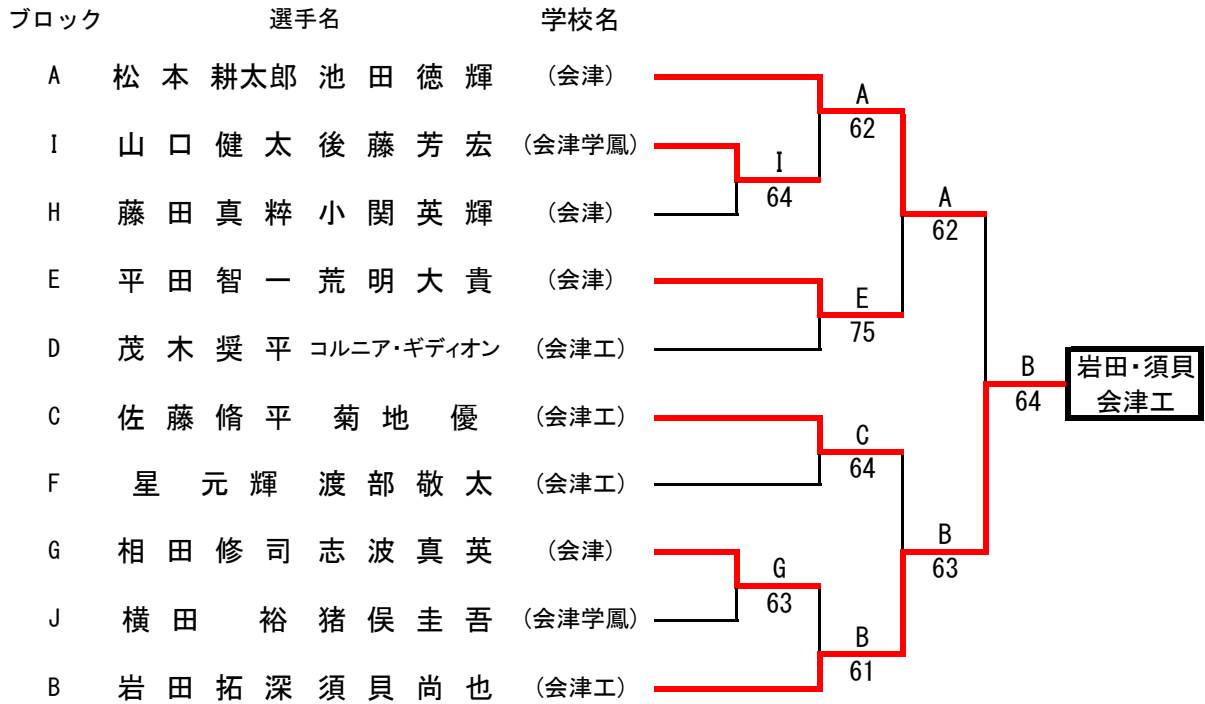 ブロック 選手名 学校名
A 松本耕太郎 池田徳輝 (会津)
I 山口健太 後藤芳宏 (会津学鳳)
H 藤田真粋 小関英輝 (会津)
E 平田智一 荒明大貴 (会津)
D 茂木奨平 コルニア・ギディオン (会津工)
C 佐藤脩平 菊地優 (会津工)
F 星元輝 渡部敬太 (会津工)
G 相田修司 志波真英 (会津)
J 横田裕 猪俣圭吾 (会津学鳳)
B 岩田拓深 須貝尚也 (会津工)
I
64
G
63
A
62
E
75
C
64
B
61
A
62
B
63
B
64
岩田・須貝
会津工